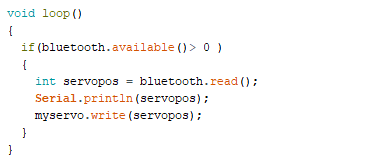 void loop()
{
  if(bluetooth.available()> 0 )
  {
    int servopos = bluetooth.read();
    Serial.println(servopos);
    myservo.write(servopos);
  }
}